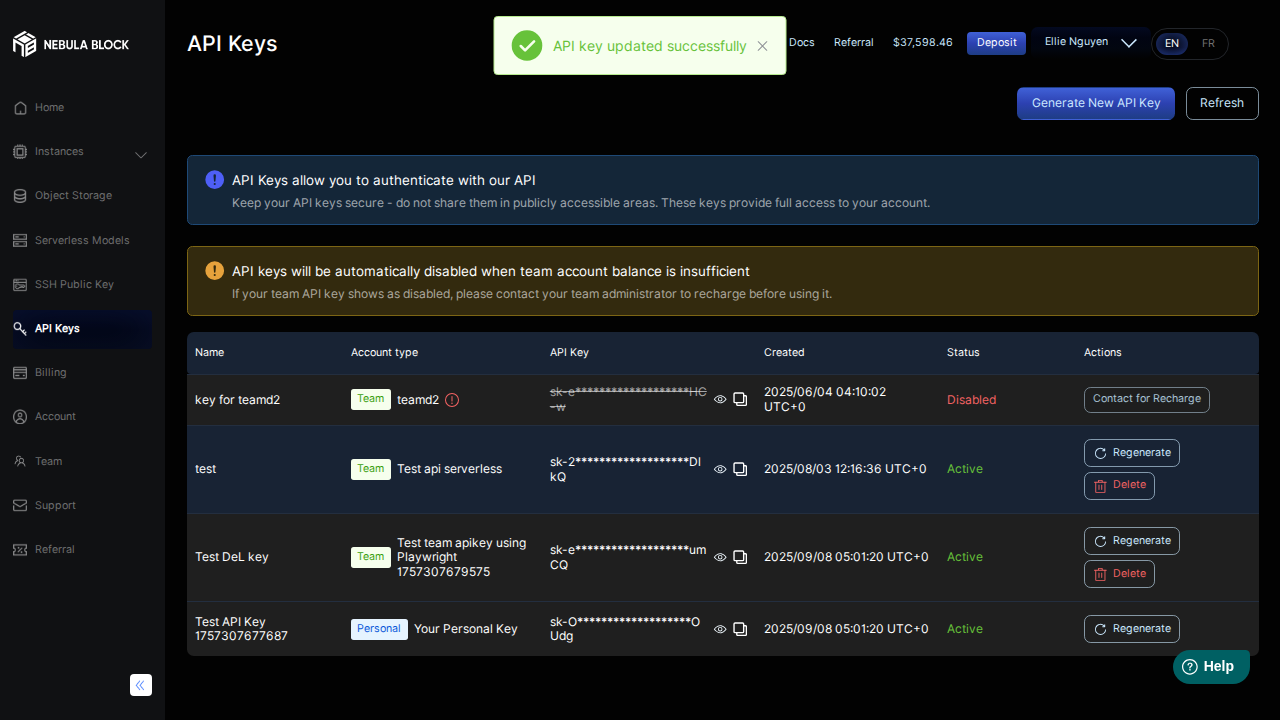 NEBULA BLOCK
API Keys
API key updated successfully
Docs
Referral
$37,598.46
Deposit
Ellie Nguyen
EN
FR
Home
Instances
Object Storage
Serverless Models
SSH Public Key
API Keys
Billing
Account
Team
Support
Referral
Generate New API Key
Refresh
API Keys allow you to authenticate with our API
Keep your API keys secure - do not share them in publicly accessible areas. These keys provide full access to your account.
API keys will be automatically disabled when team account balance is insufficient
If your team API key shows as disabled, please contact your team administrator to recharge before using it.
Name Account type API Key Created Status Actions
key for teamd2
Team teamd2
sk-e********************HC
-w
2025/06/04 04:10:02
UTC+0
Disabled
Contact for Recharge
test
Team Test api serverless
sk-2********************DI
kQ
2025/08/03 12:16:36 UTC+0
Active
Regenerate
Delete
Test DeL key
Team
Test team apikey using
Playwright
1757307679575
sk-e********************um
CQ
2025/09/08 05:01:20 UTC+0
Active
Regenerate
Delete
Test API Key
1757307677687
Personal Your Personal Key
sk-O********************O
Udg
2025/09/08 05:01:20 UTC+0
Active
Regenerate
Help